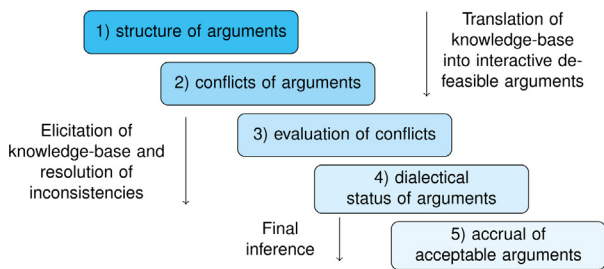 1) structure of arguments
Translation of
knowledge-base
into interactive de-
feasible arguments
2) conflicts of arguments
Elicitation of
knowledge-base and
resolution of
inconsistencies
3) evaluation of conflicts
4) dialectical
status of arguments
Final
inference
5) accrual of
acceptable arguments